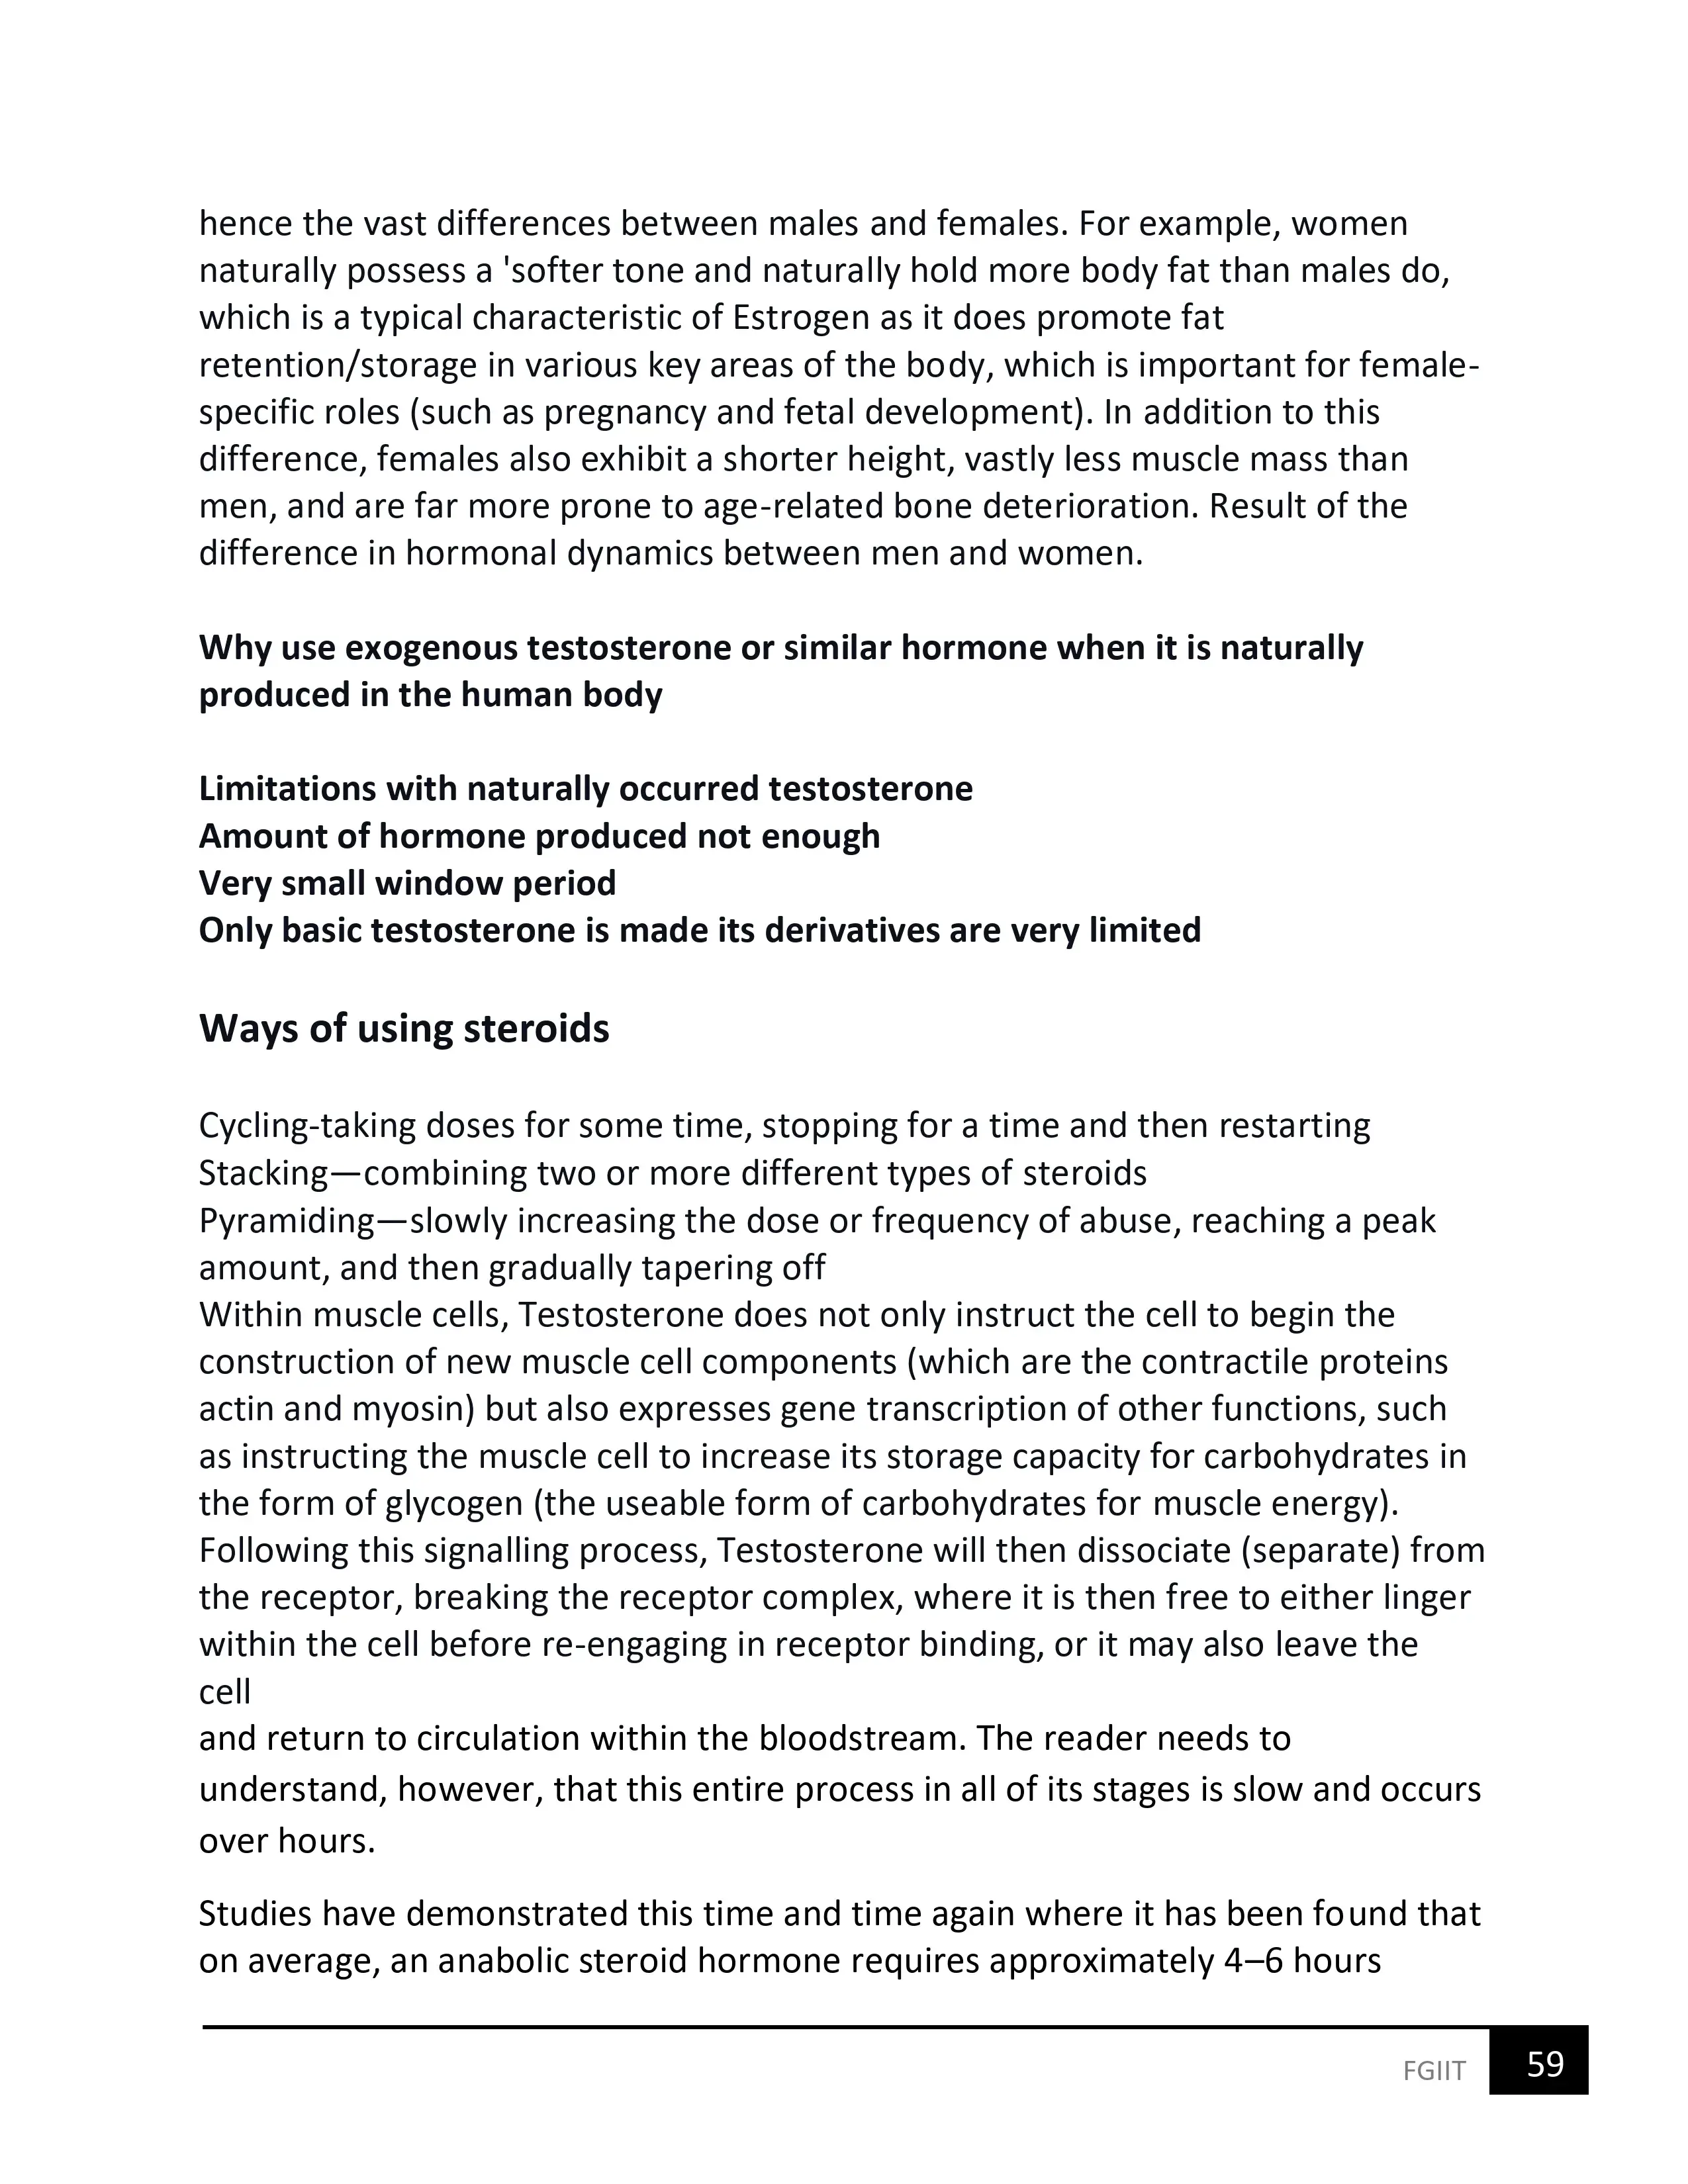 hence the vast differences between males and females. For example, women
naturally possess a 'softer tone and naturally hold more body fat than males do,
which is a typical characteristic of Estrogen as it does promote fat
retention/storage in various key areas of the body, which is important for female-
specific roles (such as pregnancy and fetal development). In addition to this
difference, females also exhibit a shorter height, vastly less muscle mass than
men, and are far more prone to age-related bone deterioration. Result of the
difference in hormonal dynamics between men and women.
Why use exogenous testosterone or similar hormone when it is naturally
produced in the human body
Limitations with naturally occurred testosterone
Amount of hormone produced not enough
Very small window period
Only basic testosterone is made its derivatives are very limited
Ways of using steroids
Cycling-taking doses for some time, stopping for a time and then restarting
Stacking—combining two or more different types of steroids
Pyramiding—slowly increasing the dose or frequency of abuse, reaching a peak
amount, and then gradually tapering off
Within muscle cells, Testosterone does not only instruct the cell to begin the
construction of new muscle cell components (which are the contractile proteins
actin and myosin) but also expresses gene transcription of other functions, such
as instructing the muscle cell to increase its storage capacity for carbohydrates in
the form of glycogen (the useable form of carbohydrates for muscle energy).
Following this signalling process, Testosterone will then dissociate (separate) from
the receptor, breaking the receptor complex, where it is then free to either linger
within the cell before re-engaging in receptor binding, or it may also leave the
cell
and return to circulation within the bloodstream. The reader needs to
understand, however, that this entire process in all of its stages is slow and occurs
over hours.
Studies have demonstrated this time and time again where it has been found that
on average, an anabolic steroid hormone requires approximately 4–6 hours
FGIIT 59